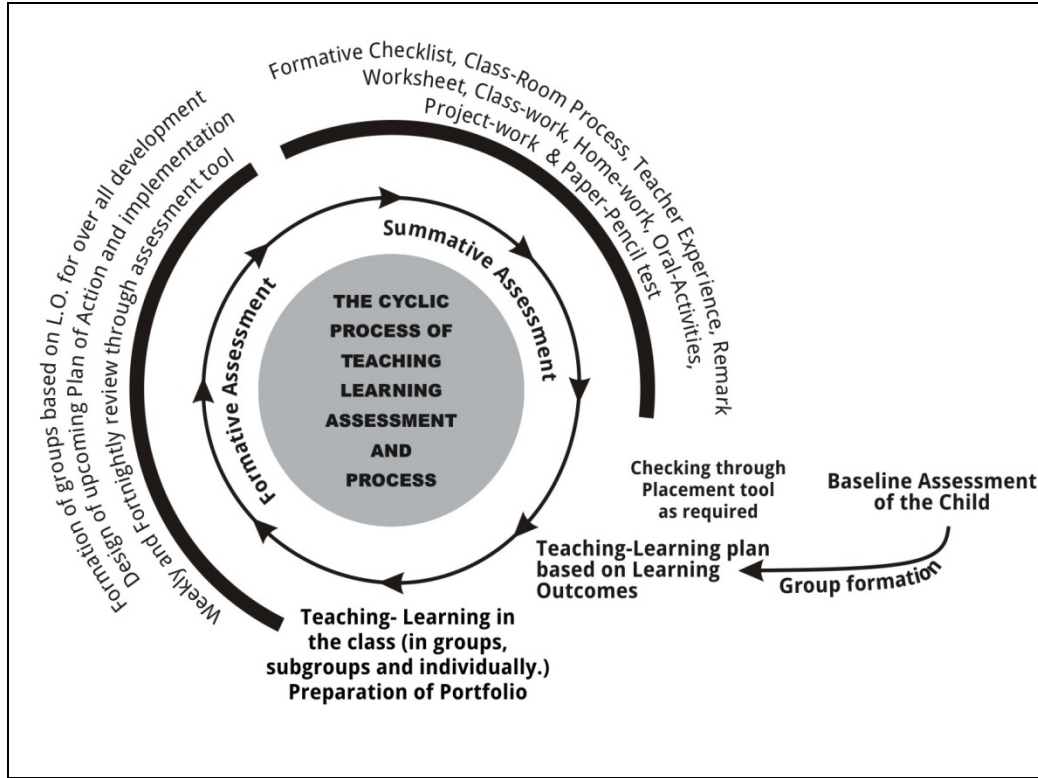 Formative Checklist, Class-Room Process, Teacher Experience, Remark
Worksheet, Class-work, Home-work, Oral-Activities,
Project-work & Paper-Pencil test
Formation of groups based on L.O. for over all development
Design of upcoming Plan of Action and implementation
Weekly and Fortnightly review through assessment tool
Summative Assessment
Formative Assessment
THE CYCLIC
PROCESS OF
TEACHING
LEARNING
ASSESSMENT
AND
PROCESS
Checking through
Placement tool
as required
Baseline Assessment
of the Child
Group formation
Teaching-Learning plan
based on Learning
Outcomes
Teaching- Learning in
the class (in groups,
subgroups and individually.)
Preparation of Portfolio